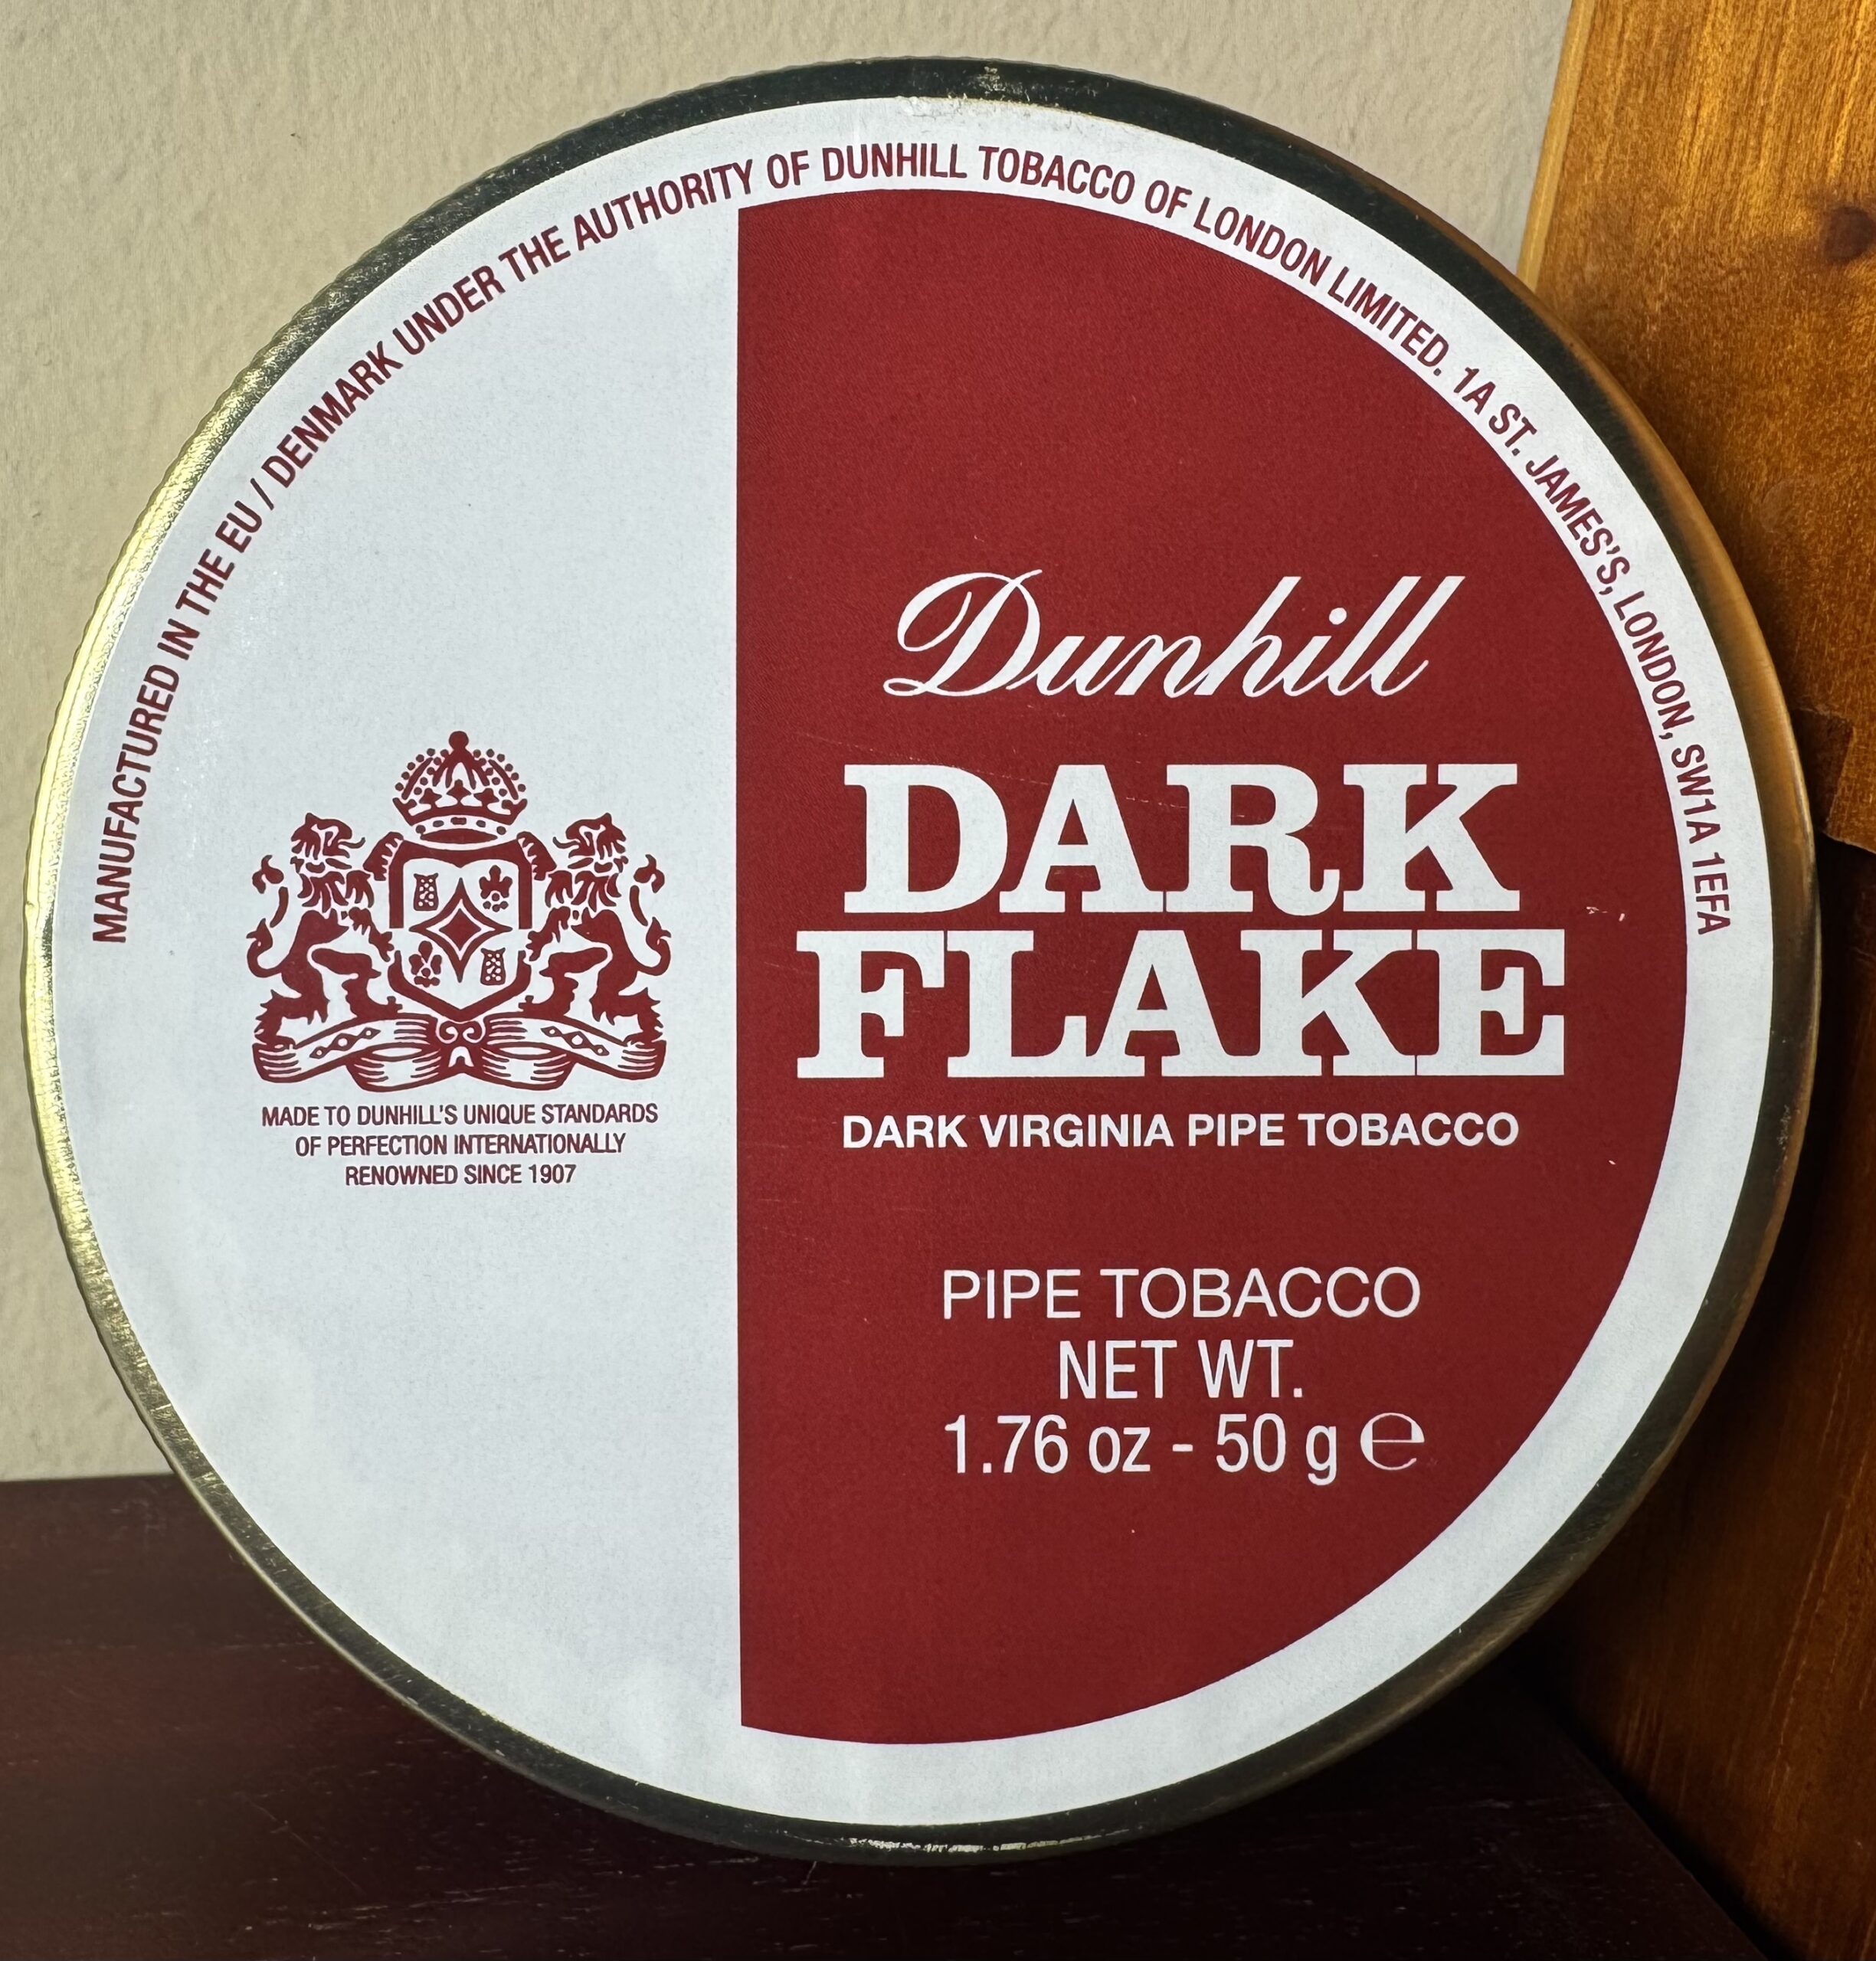 MANUFACTURED IN THE EU / DENMARK UNDER THE AUTHORITY OF DUNHILL TOBACCO OF LONDON LIMITED. 1A ST. JAMES'S, LONDON, SW1A 1EFA
Dunhill
DARK
FLAKE
DARK VIRGINIA PIPE TOBACCO
MADE TO DUNHILL'S UNIQUE STANDARDS
OF PERFECTION INTERNATIONALLY
RENOWNED SINCE 1907
PIPE TOBACCO
NET WT.
1.76 oz - 50 g ℮